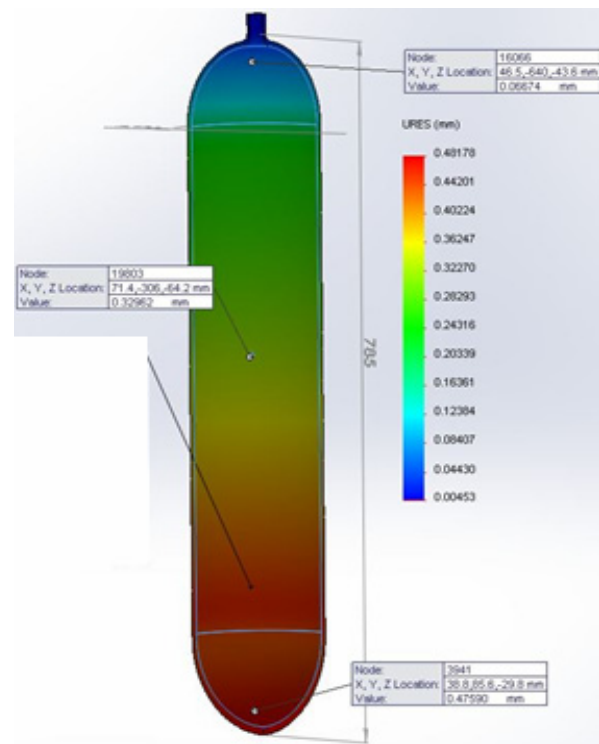 Node: 16066
X, Y, Z Location: 46.5,-640,-43.6 mm
Value: 0.06674 mm
URES (mm)
0.48178
0.44201
0.40224
0.36247
0.32270
0.28293
0.24316
0.20339
0.16361
0.12384
0.08407
0.04430
0.00453
Node: 19803
X, Y, Z Location: 71.4,-306,-64.2 mm
Value: 0.32962 mm
785
Node: 3941
X, Y, Z Location: 38.8,85.6,-29.8 mm
Value: 0.47590 mm